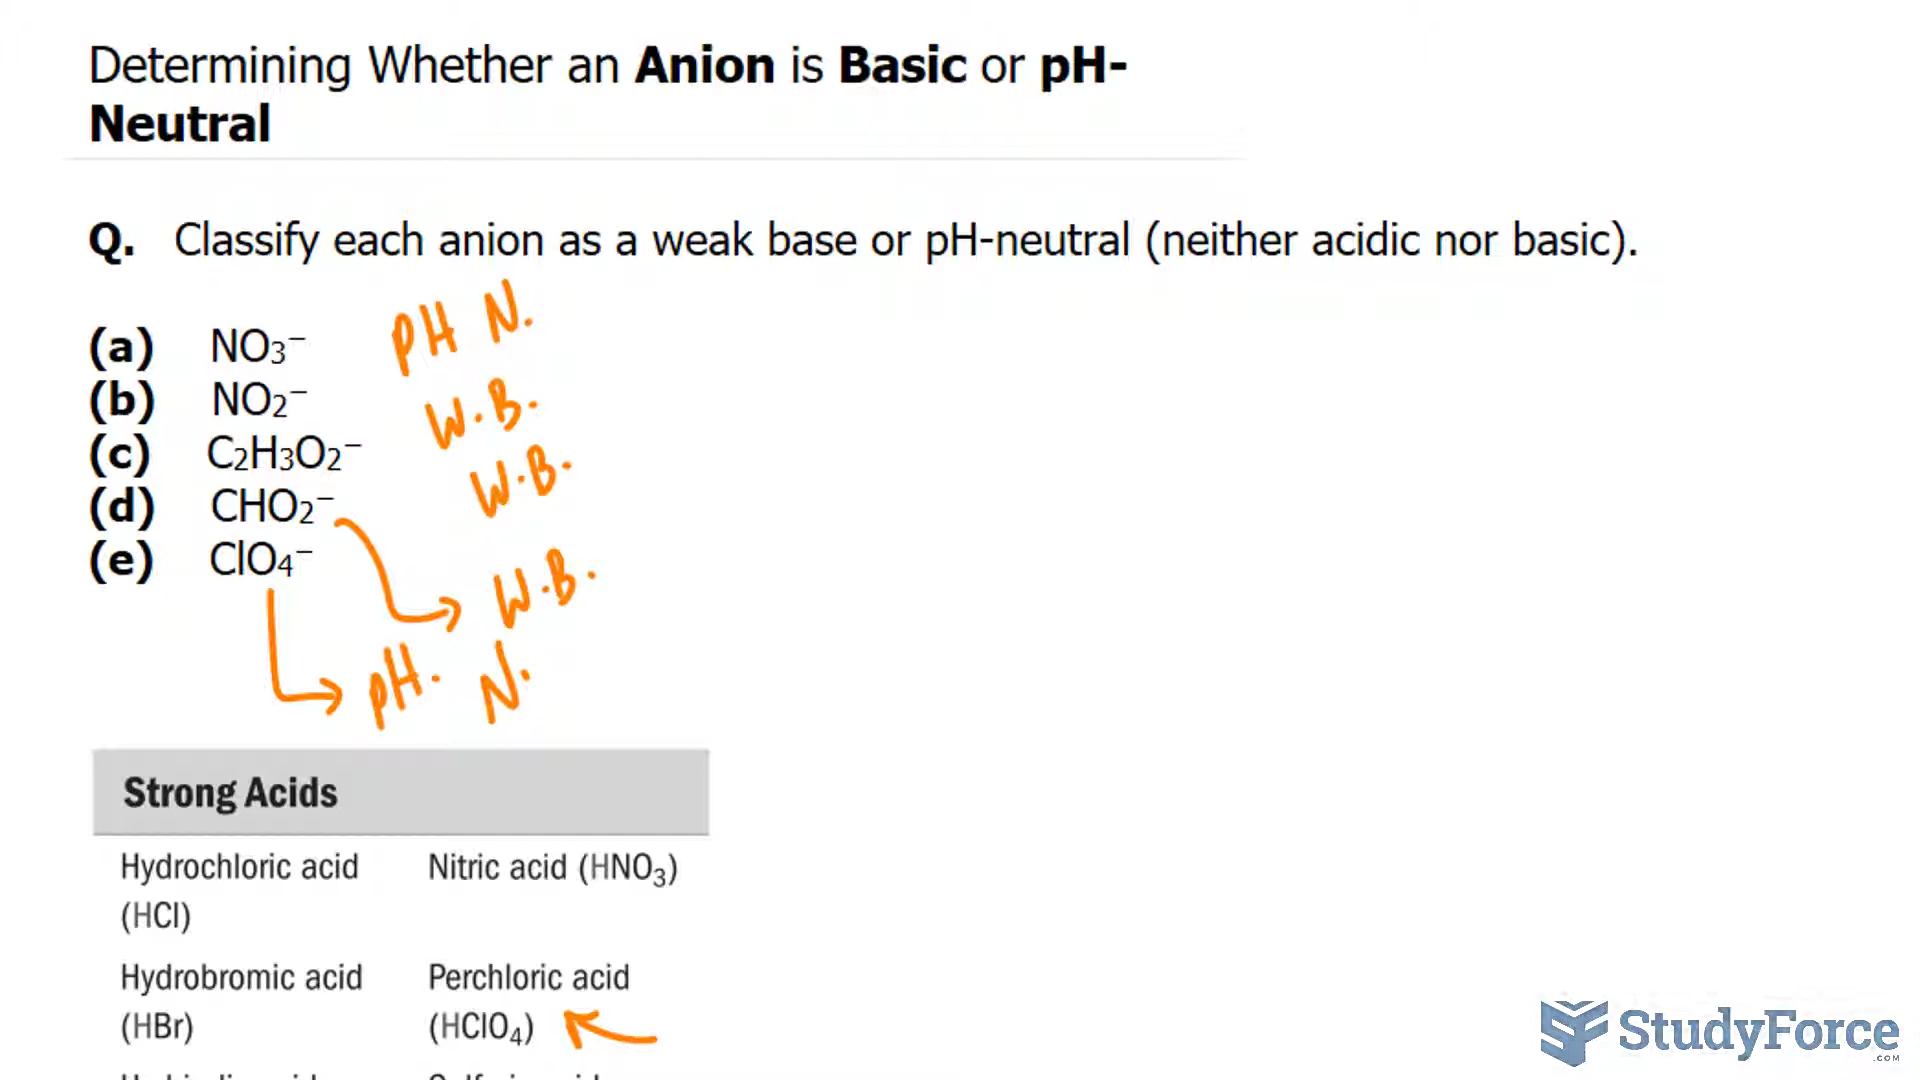 Determining Whether an Anion is Basic or pH-
Neutral
Q. Classify each anion as a weak base or pH-neutral (neither acidic nor basic).
(a) NO₃⁻ pH N.
(b) NO₂⁻ W.B.
(c) C₂H₃O₂⁻ W.B.
(d) CHO₂⁻
(e) ClO₄⁻
W.B.
pH. N.
Strong Acids
Hydrochloric acid Nitric acid (HNO₃)
(HCl)
Hydrobromic acid Perchloric acid
(HBr) (HClO₄)
StudyForce
.COM